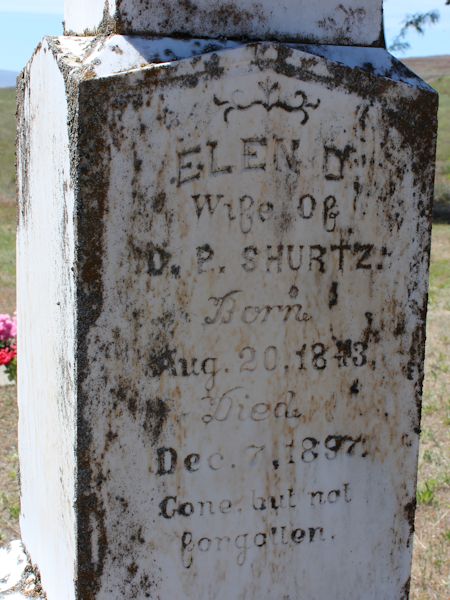 ELEN D.
Wife Of
D. P. SHURTZ.
Born
Aug. 20, 1843.
Died
Dec. 7, 1897.
Gone, but not
forgotten.